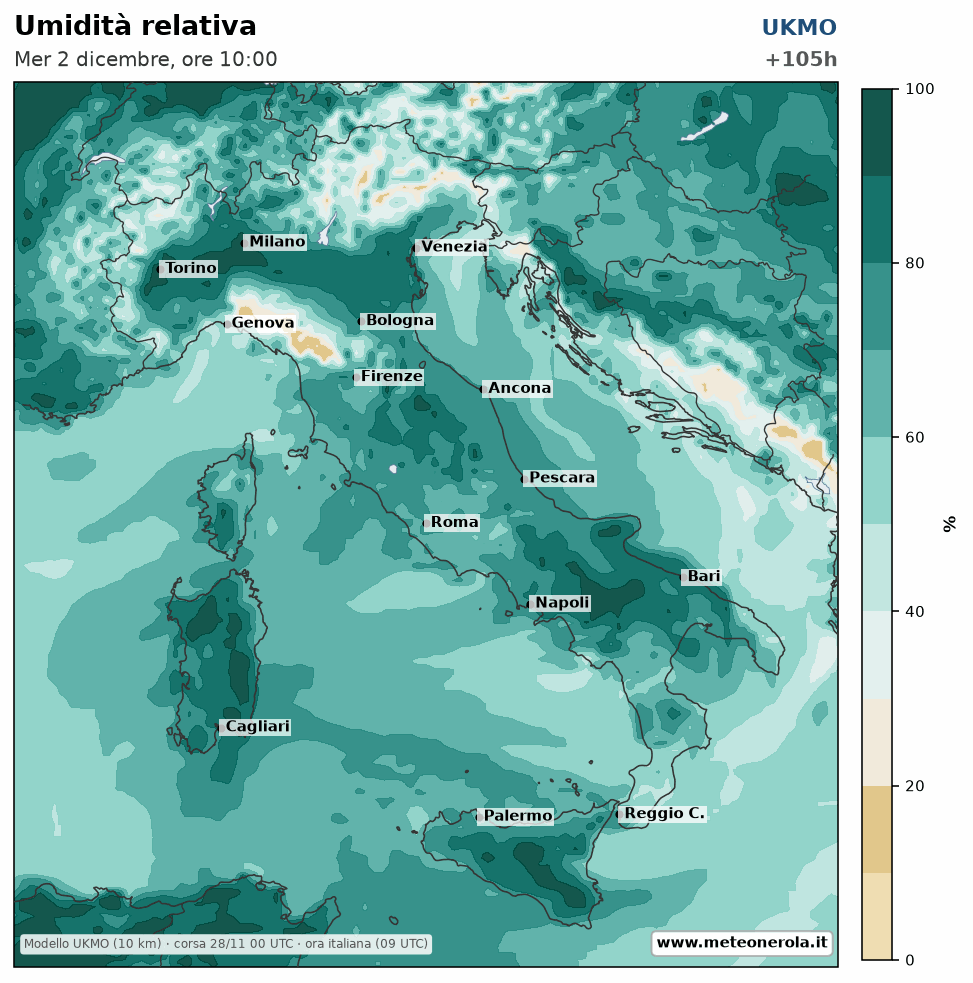 Umidità relativa
UKMO
Mer 2 dicembre, ore 10:00
+105h
100
80
60
40
20
0
%
Milano
Venezia
Torino
Genova
Bologna
Firenze
Ancona
Pescara
Roma
Bari
Napoli
Cagliari
Palermo
Reggio C.
Modello UKMO (10 km) · corsa 28/11 00 UTC · ora italiana (09 UTC)
www.meteonerola.it